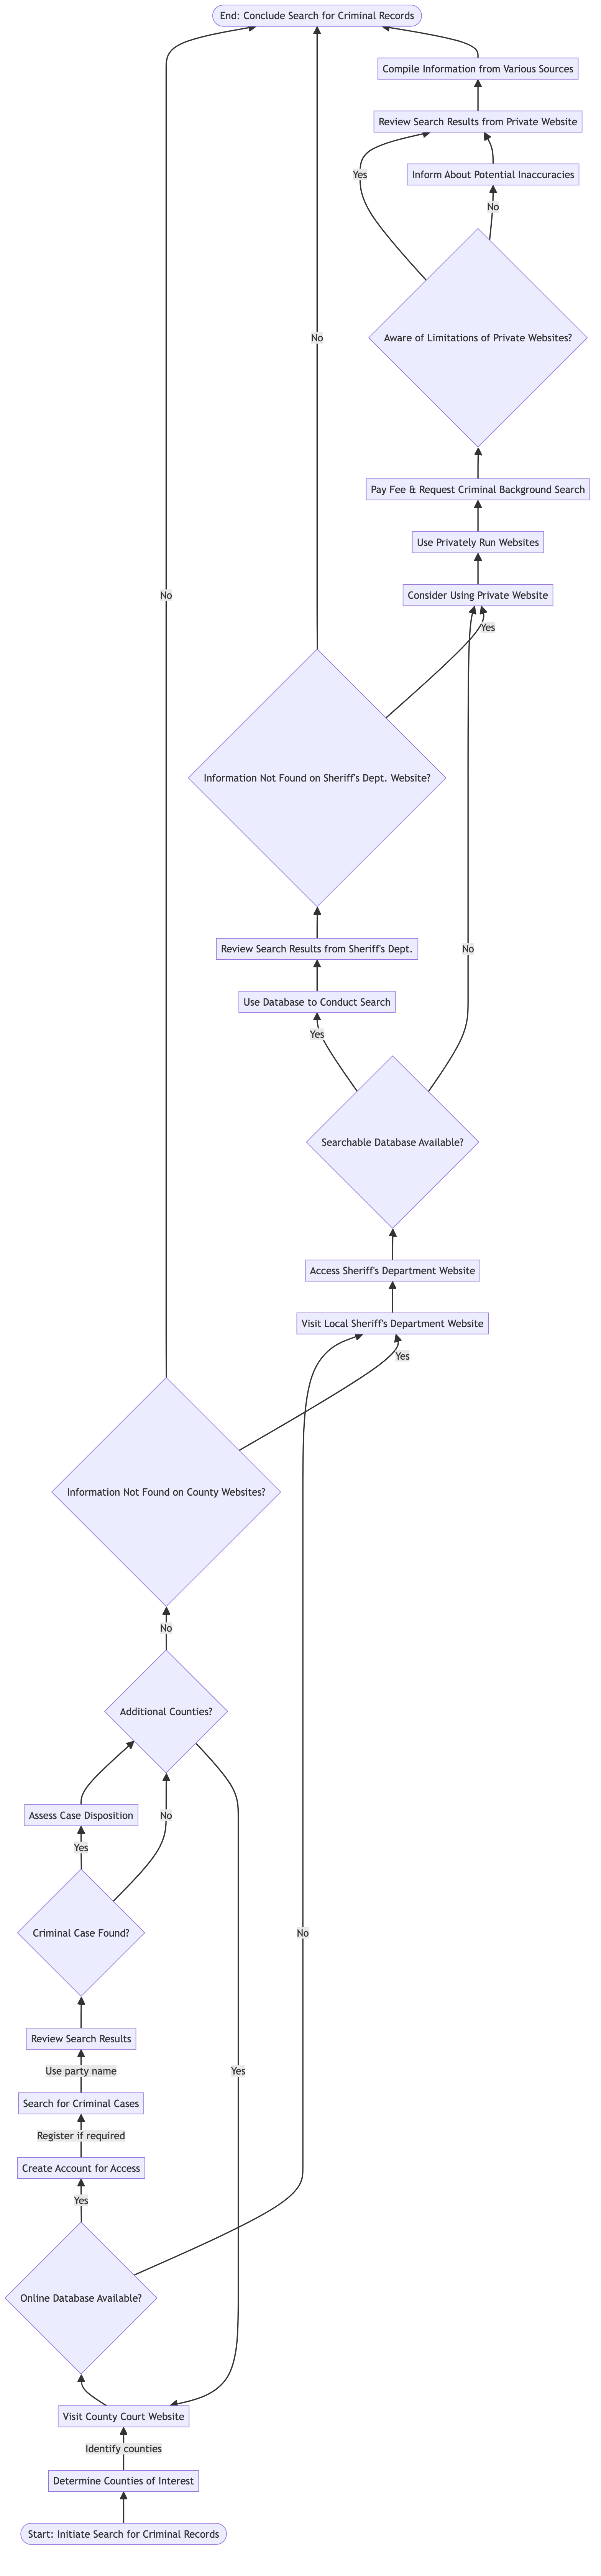 End: Conclude Search for Criminal Records
Compile Information from Various Sources
Review Search Results from Private Website
Yes
Inform About Potential Inaccuracies
No
Aware of Limitations of Private Websites?
No
Pay Fee & Request Criminal Background Search
Use Privately Run Websites
No
Consider Using Private Website
Yes
Information Not Found on Sheriff's Dept. Website?
Review Search Results from Sheriff's Dept.
No
Use Database to Conduct Search
Yes
Searchable Database Available?
Access Sheriff's Department Website
Visit Local Sheriff's Department Website
Yes
Information Not Found on County Websites?
No
Additional Counties?
Assess Case Disposition
No
Yes
Criminal Case Found?
No
Review Search Results
Use party name
Yes
Search for Criminal Cases
Register if required
Create Account for Access
Yes
Online Database Available?
Visit County Court Website
Identify counties
Determine Counties of Interest
Start: Initiate Search for Criminal Records